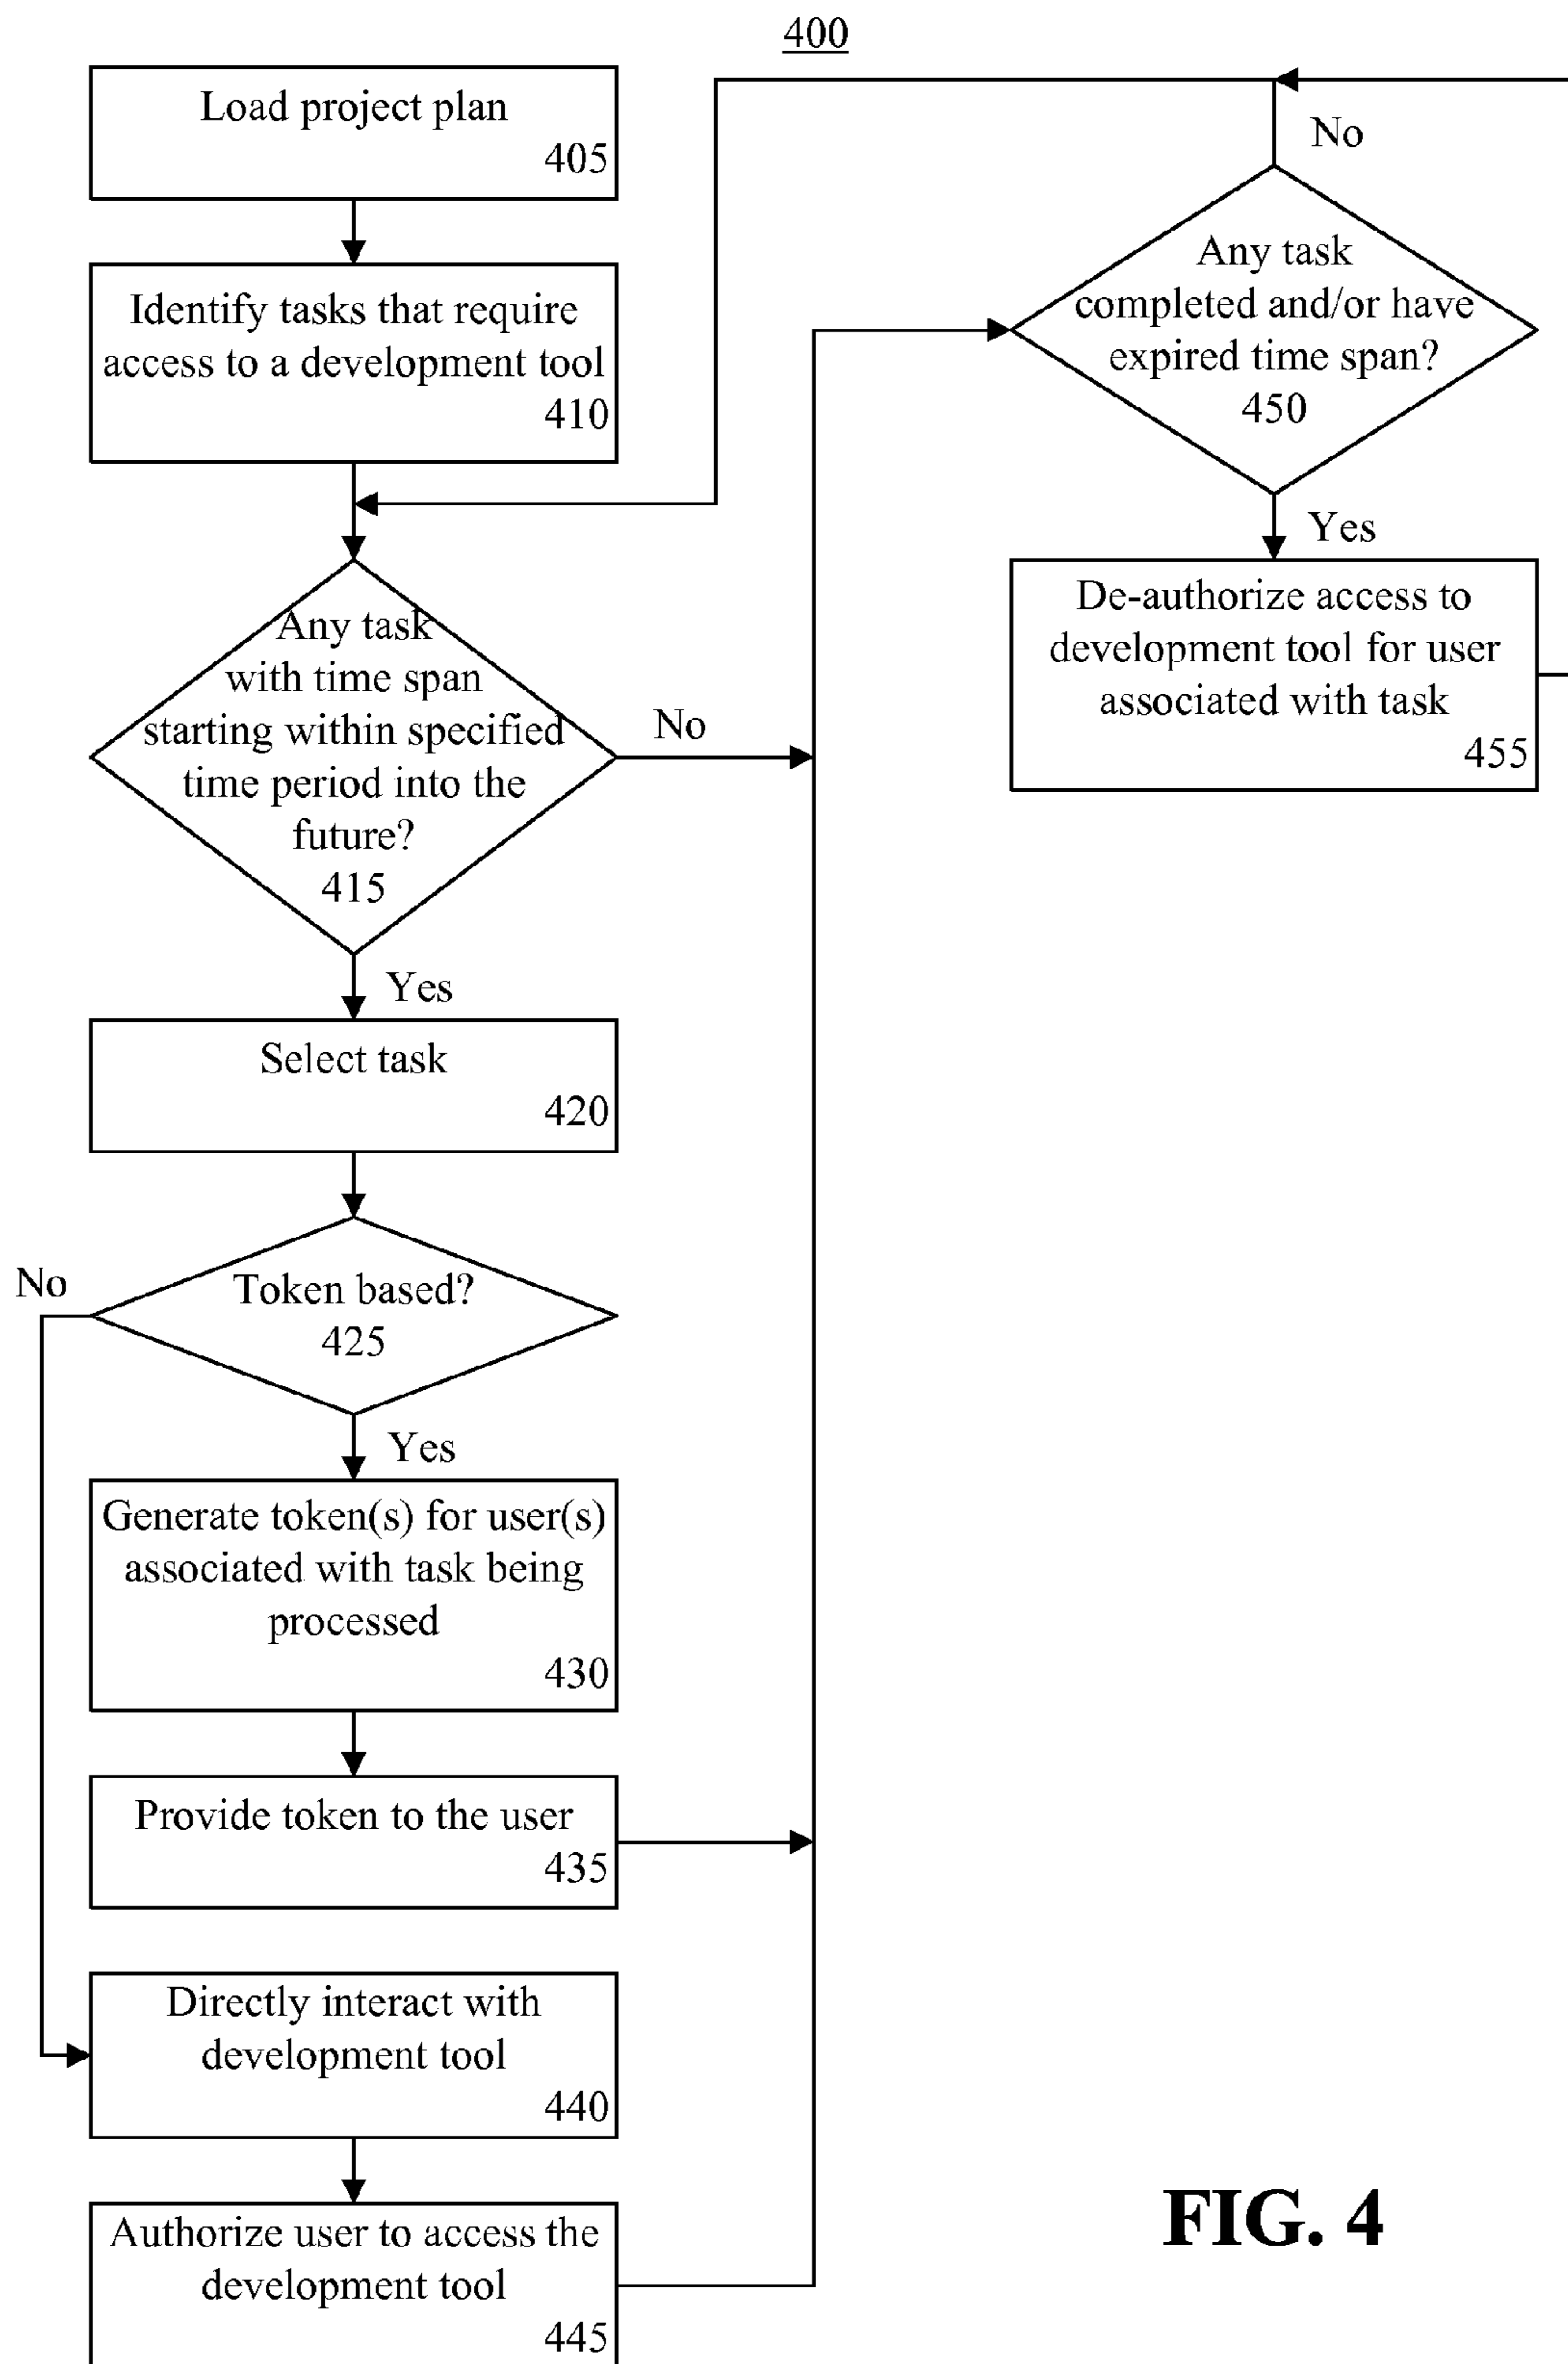 400
Load project plan
405
Identify tasks that require
access to a development tool
410
Any task
with time span
starting within specified
time period into the
future?
415
No
Yes
Select task
420
Token based?
425
No
Yes
Generate token(s) for user(s)
associated with task being
processed
430
Provide token to the user
435
Directly interact with
development tool
440
Authorize user to access the
development tool
445
No
Any task
completed and/or have
expired time span?
450
Yes
De-authorize access to
development tool for user
associated with task
455
FIG. 4